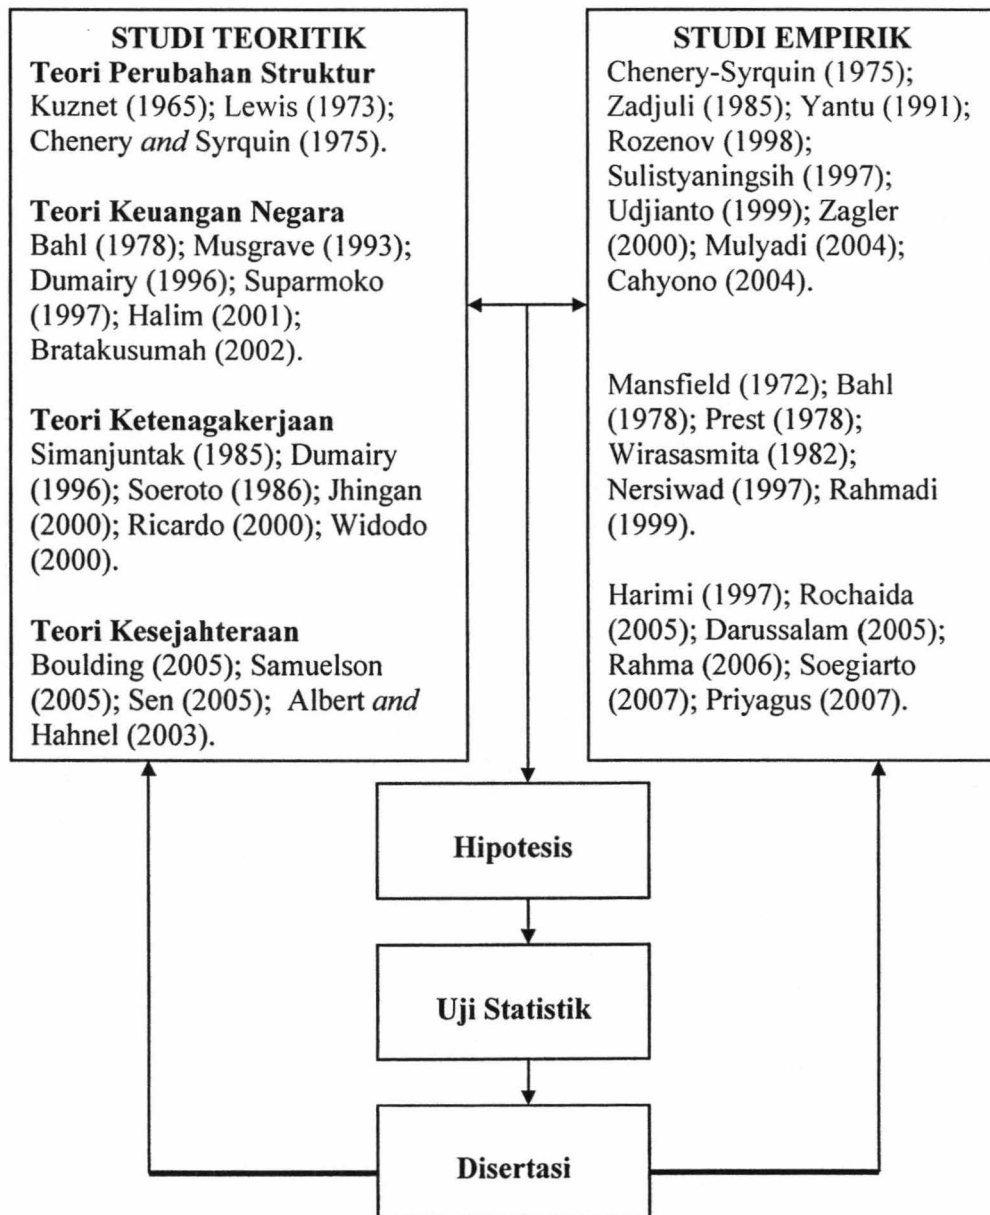 STUDI TEORITIK
Teori Perubahan Struktur
Kuznet (1965); Lewis (1973);
Chenery and Syrquin (1975).
Teori Keuangan Negara
Bahl (1978); Musgrave (1993);
Dumairy (1996); Suparmoko
(1997); Halim (2001);
Bratakusumah (2002).
Teori Ketenagakerjaan
Simanjuntak (1985); Dumairy
(1996); Soeroto (1986); Jhingan
(2000); Ricardo (2000); Widodo
(2000).
Teori Kesejahteraan
Boulding (2005); Samuelson
(2005); Sen (2005); Albert and
Hahnel (2003).
STUDI EMPIRIK
Chenery-Syrquin (1975);
Zadjuli (1985); Yantu (1991);
Rozenov (1998);
Sulistyaningsih (1997);
Udjianto (1999); Zagler
(2000); Mulyadi (2004);
Cahyono (2004).
Mansfield (1972); Bahl
(1978); Prest (1978);
Wirasasmita (1982);
Nersiwad (1997); Rahmadi
(1999).
Harimi (1997); Rochaida
(2005); Darussalam (2005);
Rahma (2006); Soegiarto
(2007); Priyagus (2007).
Hipotesis
Uji Statistik
Disertasi